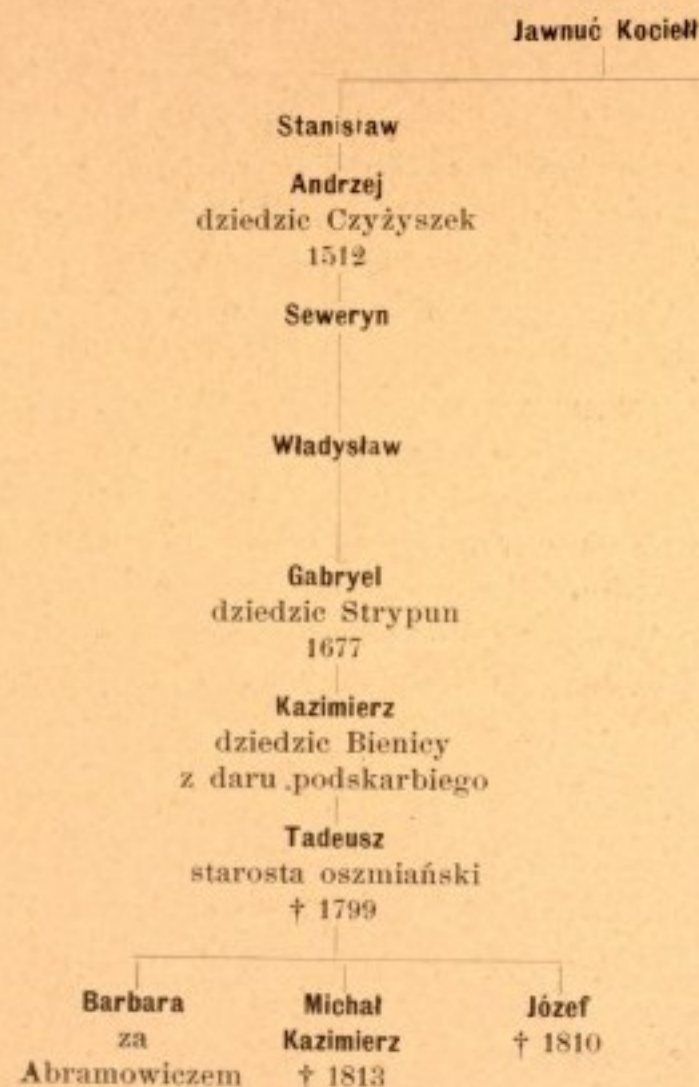 Jawnuć Kociełł
Stanisław
Andrzej
dziedzic Czyżyszek
1512
Seweryn
Władysław
Gabryel
dziedzic Strypun
1677
Kazimierz
dziedzic Bienicy
z daru podskarbiego
Tadeusz
starosta oszmiański
† 1799
Barbara
za
Abramowiczem
Michał
Kazimierz
† 1813
Józef
† 1810